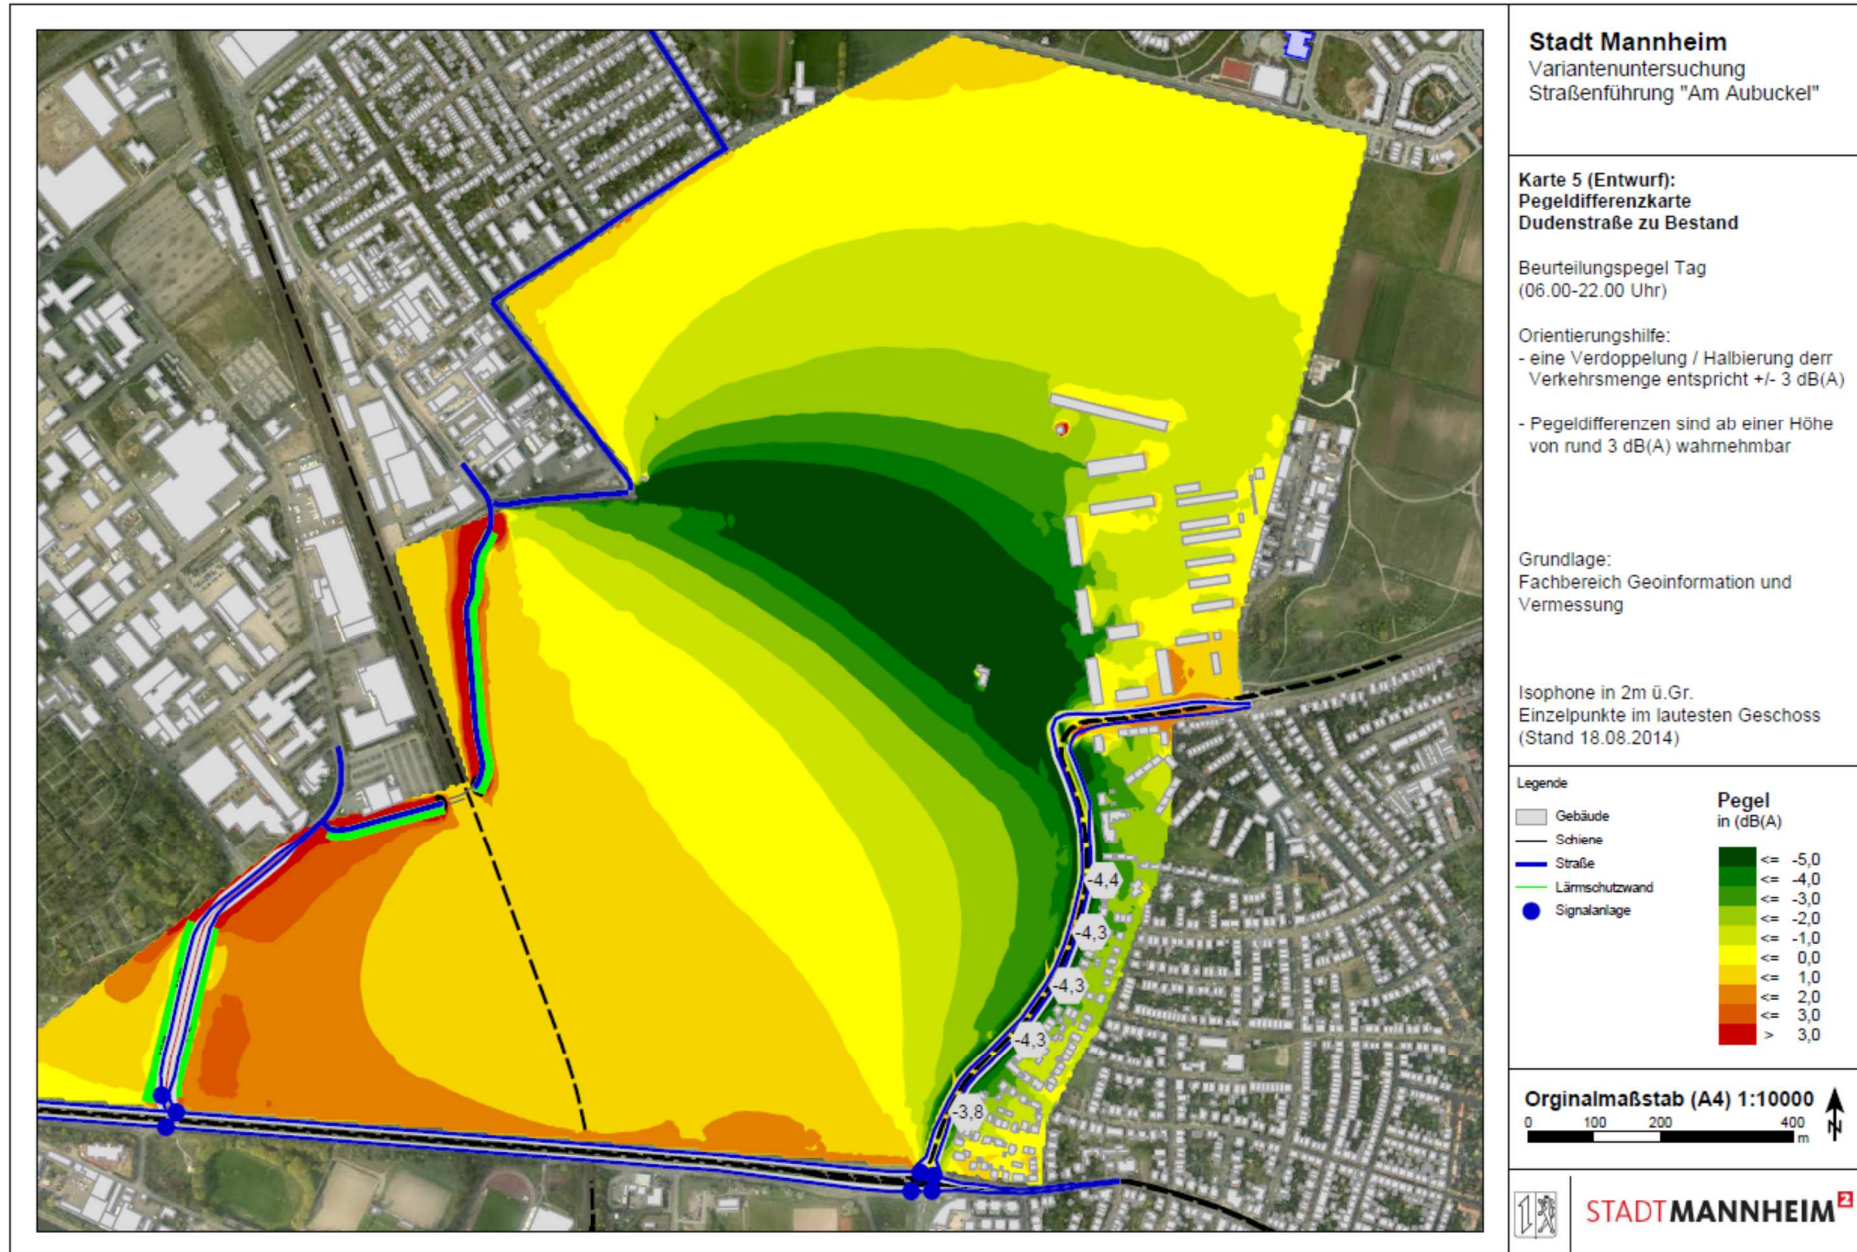 Stadt Mannheim
Variantenuntersuchung
Straßenführung "Am Aubuckel"
Karte 5 (Entwurf):
Pegeldifferenzkarte
Dudenstraße zu Bestand
Beurteilungspegel Tag
(06.00-22.00 Uhr)
Orientierungshilfe:
- eine Verdoppelung / Halbierung derr
Verkehrsmenge entspricht +/- 3 dB(A)
- Pegeldifferenzen sind ab einer Höhe
von rund 3 dB(A) wahrnehmbar
Grundlage:
Fachbereich Geoinformation und
Vermessung
Isophone in 2m ü.Gr.
Einzelpunkte im lautesten Geschoss
(Stand 18.08.2014)
Legende
Gebäude
Schiene
Straße
Lärmschutzwand
Signalanlage
Pegel
in (dB(A)
<= -5,0
<= -4,0
<= -3,0
<= -2,0
<= -1,0
<= 0,0
<= 1,0
<= 2,0
<= 3,0
> 3,0
Orginalmaßstab (A4) 1:10000
0 100 200 400
m
N
STADTMANNHEIM2
-4,4
-4,3
-4,3
-4,3
-3,8